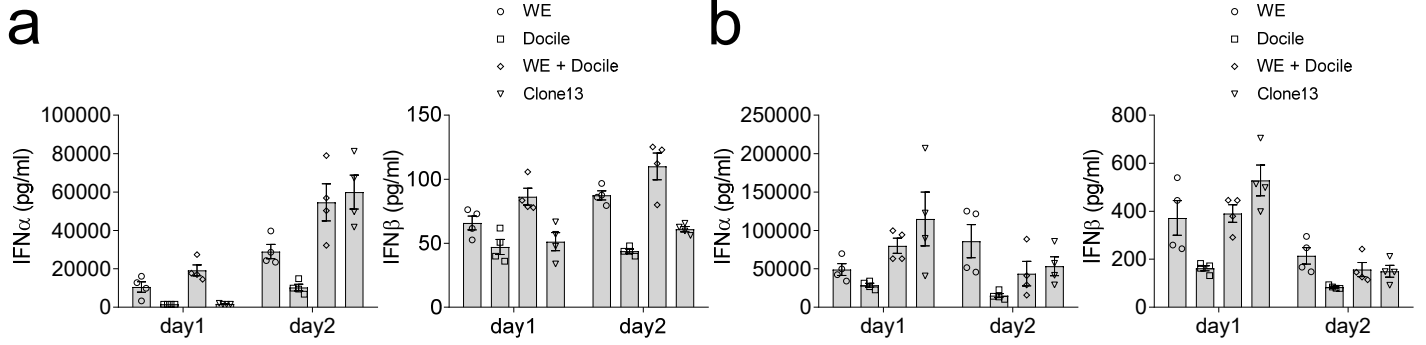 a
WE
Docile
WE + Docile
Clone13
IFNα (pg/ml)
100000
80000
60000
40000
20000
0
day1
day2
IFNβ (pg/ml)
150
100
50
0
day1
day2
b
WE
Docile
WE + Docile
Clone13
IFNα (pg/ml)
250000
200000
150000
100000
50000
0
day1
day2
IFNβ (pg/ml)
800
600
400
200
0
day1
day2